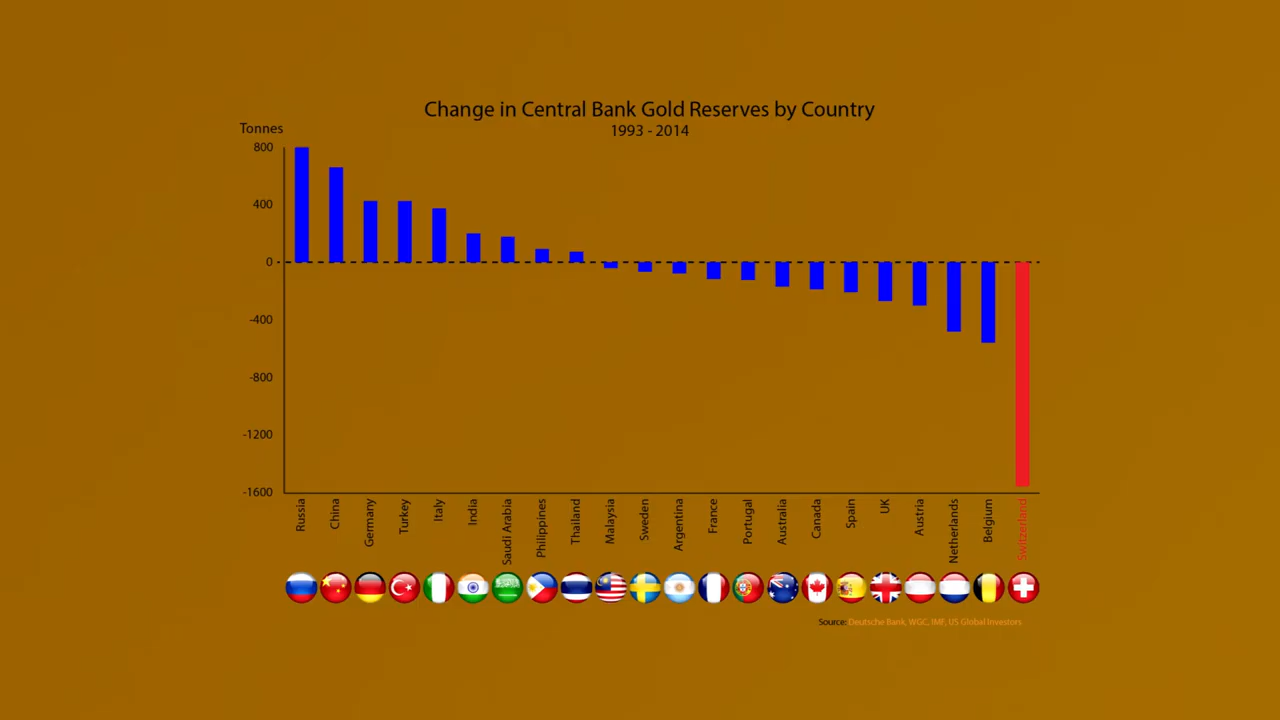 Change in Central Bank Gold Reserves by Country
1993 - 2014
Tonnes
800
400
0
-400
-800
-1200
-1600
Russia
China
Germany
Turkey
Italy
India
Saudi Arabia
Philippines
Thailand
Malaysia
Sweden
Argentina
France
Portugal
Australia
Canada
Spain
UK
Austria
Netherlands
Belgium
Switzerland
Source: Deutsche Bank, WGC, IMF, US Global Investors